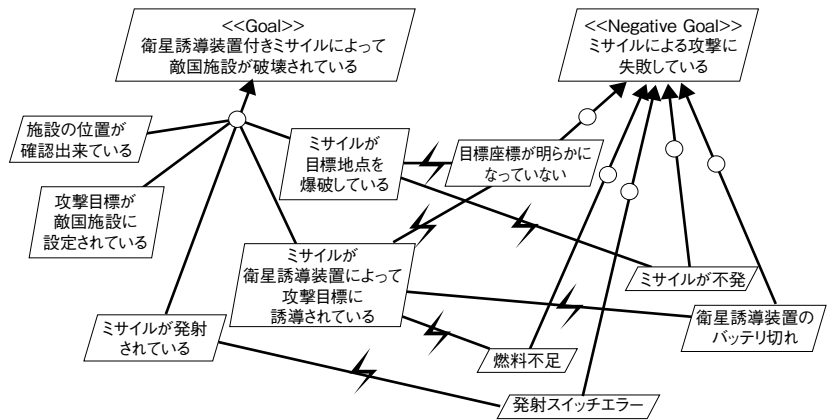 <<Goal>>
衛星誘導装置付きミサイルによって
敵国施設が破壊されている
<<Negative Goal>>
ミサイルによる攻撃に
失敗している
施設の位置が
確認出来ている
ミサイルが
目標地点を
爆破している
目標座標が明らかに
なっていない
攻撃目標が
敵国施設に
設定されている
ミサイルが
衛星誘導装置によって
攻撃目標に
誘導されている
ミサイルが不発
ミサイルが発射
されている
衛星誘導装置の
バッテリ切れ
燃料不足
発射スイッチエラー